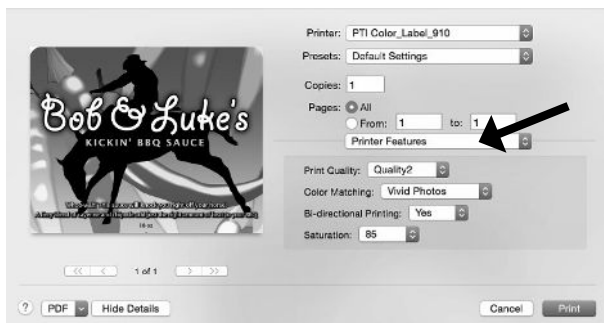 Printer: PTI Color_Label_910
Presets: Default Settings
Copies: 1
Pages: All
From: 1 to: 1
Printer Features
Bob & Luke's
KICKIN' BBQ SAUCE
16 oz
Print Quality: Quality2
Color Matching: Vivid Photos
Bi-directional Printing: Yes
Saturation: 85
<< < 1 of 1 > >>
? PDF Hide Details Cancel Print